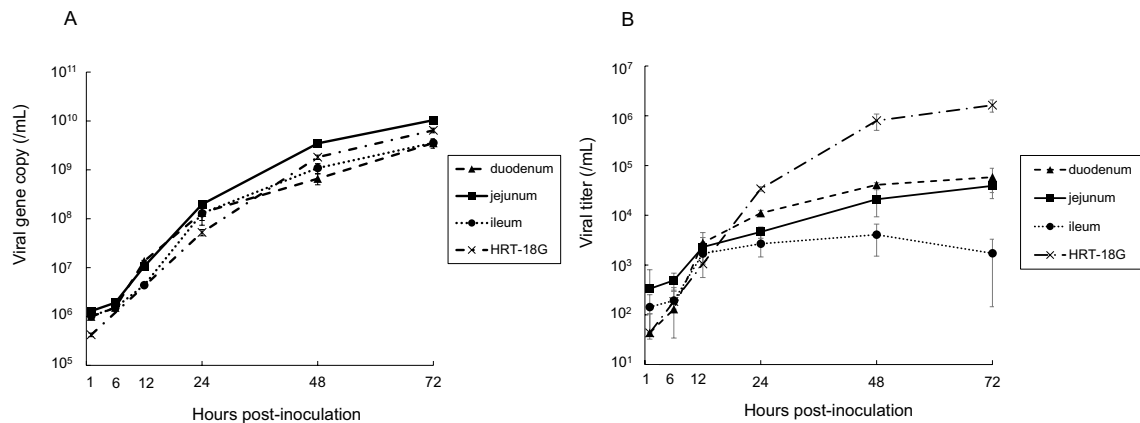 A
Viral gene copy (/mL)
10¹¹
10¹⁰
10⁹
10⁸
10⁷
10⁶
10⁵
1 6 12 24 48 72
Hours post-inoculation
duodenum
jejunum
ileum
HRT-18G
B
Viral titer (/mL)
10⁷
10⁶
10⁵
10⁴
10³
10²
10¹
1 6 12 24 48 72
Hours post-inoculation
duodenum
jejunum
ileum
HRT-18G